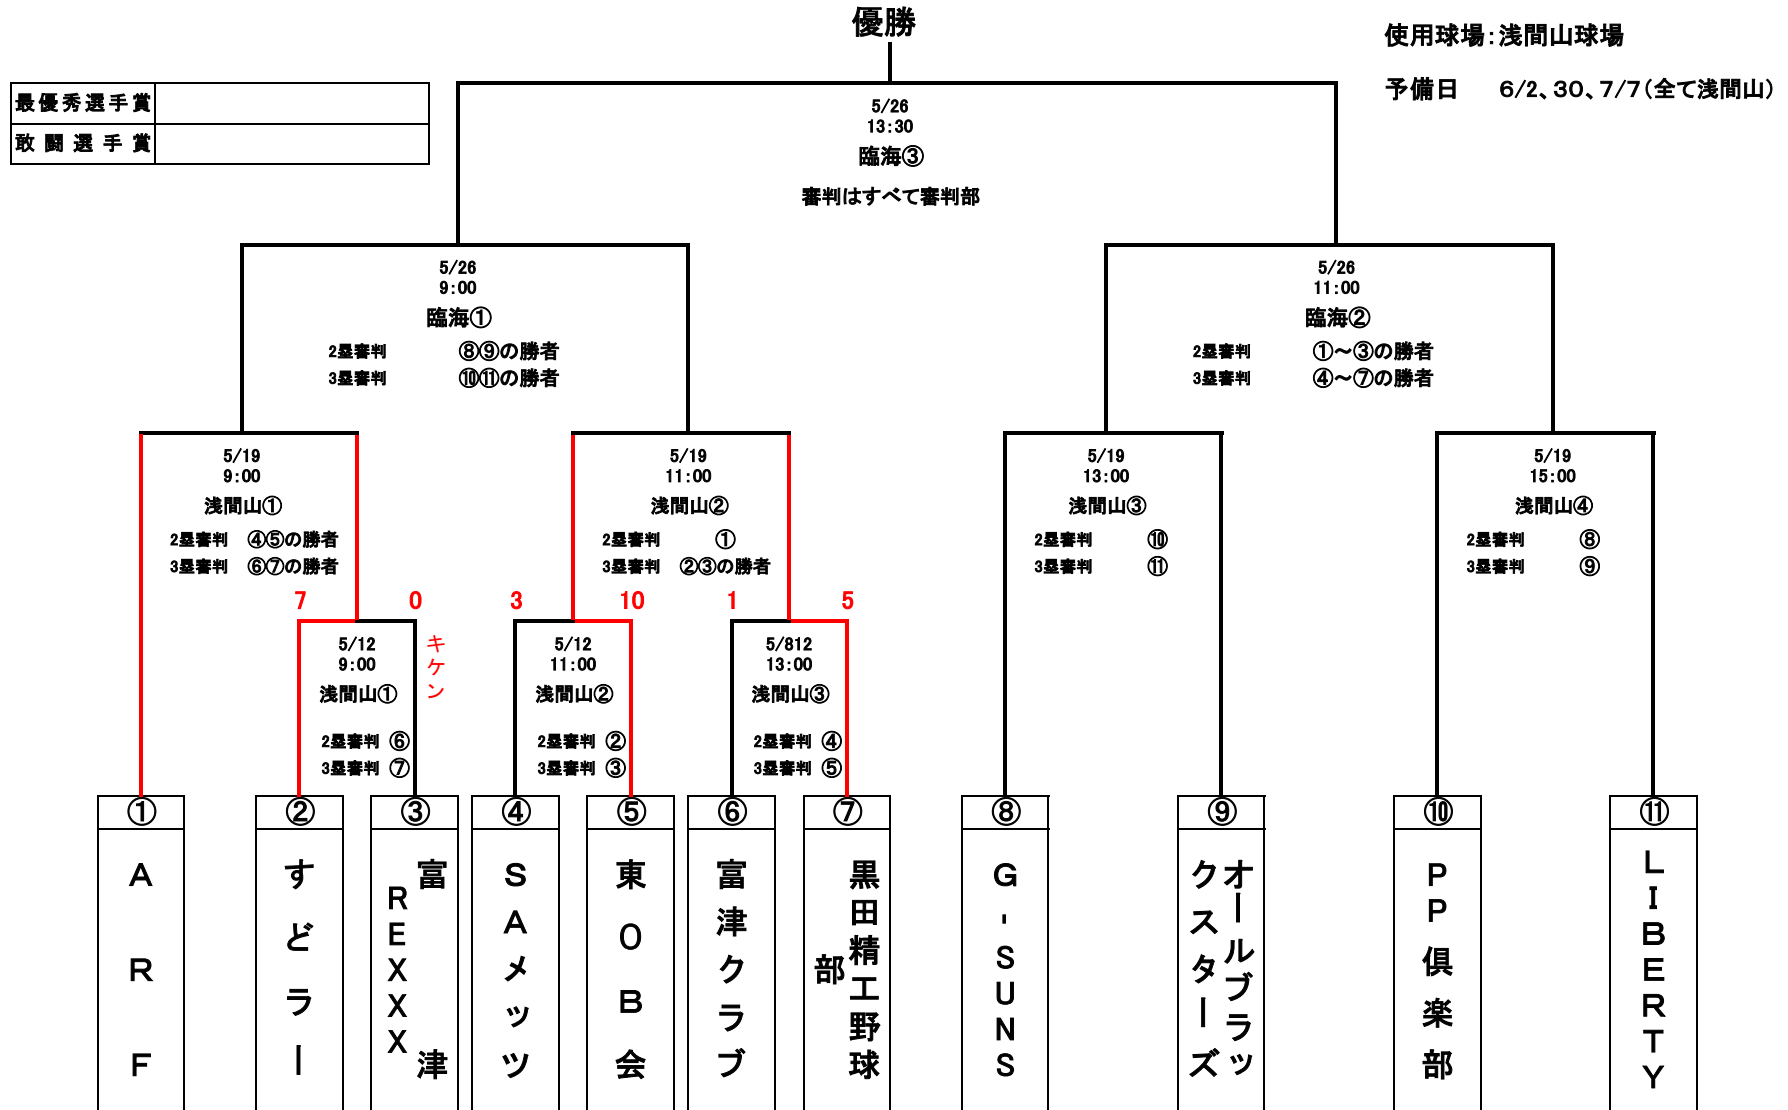 優勝
使用球場：浅間山球場
予備日　6/2、30、7/7（全て浅間山）
最優秀選手賞
敢闘選手賞
5/26
13：30
臨海③
審判はすべて審判部
5/26
9：00
臨海①
2塁審判　⑧⑨の勝者
3塁審判　⑩⑪の勝者
5/26
11：00
臨海②
2塁審判　①～③の勝者
3塁審判　④～⑦の勝者
5/19
9：00
浅間山①
2塁審判　④⑤の勝者
3塁審判　⑥⑦の勝者
5/19
11：00
浅間山②
2塁審判　①
3塁審判　②③の勝者
5/19
13：00
浅間山③
2塁審判　⑩
3塁審判　⑪
5/19
15：00
浅間山④
2塁審判　⑧
3塁審判　⑨
7　0　3　10　1　5
5/12
9：00
浅間山①
2塁審判　⑥
3塁審判　⑦
キケン
5/12
11：00
浅間山②
2塁審判　②
3塁審判　③
5/812
13：00
浅間山③
2塁審判　④
3塁審判　⑤
①
ARF
②
すどラー
③
富津
REXXX
④
SAメッツ
⑤
東OB会
⑥
富津クラブ
⑦
黒田精工野球
部
⑧
G-SUNS
⑨
オールブラッ
クスターズ
⑩
PP倶楽部
⑪
LIBERTY